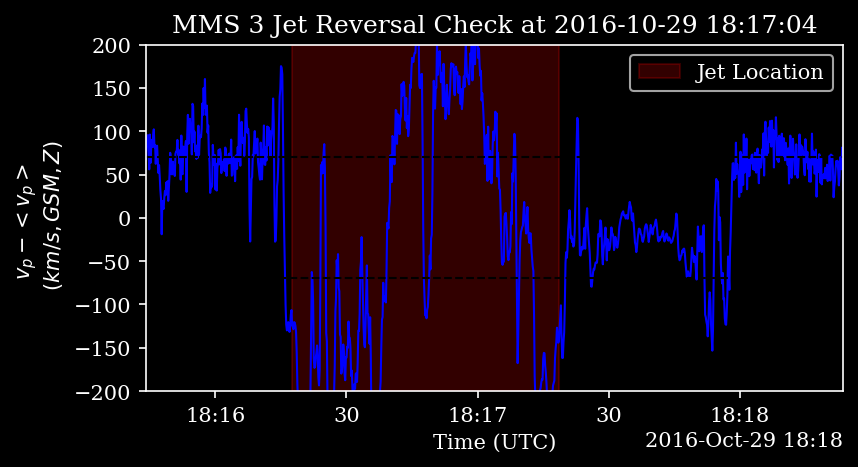 MMS 3 Jet Reversal Check at 2016-10-29 18:17:04
200
150
100
50
0
−50
−100
−150
−200
v_p − < v_p >
(km/s, GSM, Z)
Jet Location
18:16
30
18:17
30
18:18
Time (UTC)
2016-Oct-29 18:18